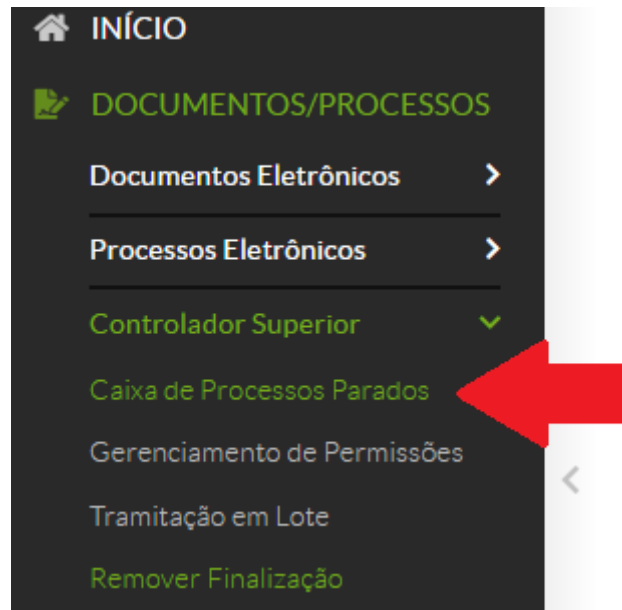 INÍCIO
DOCUMENTOS/PROCESSOS
Documentos Eletrônicos
Processos Eletrônicos
Controlador Superior
Caixa de Processos Parados
Gerenciamento de Permissões
Tramitação em Lote
Remover Finalização